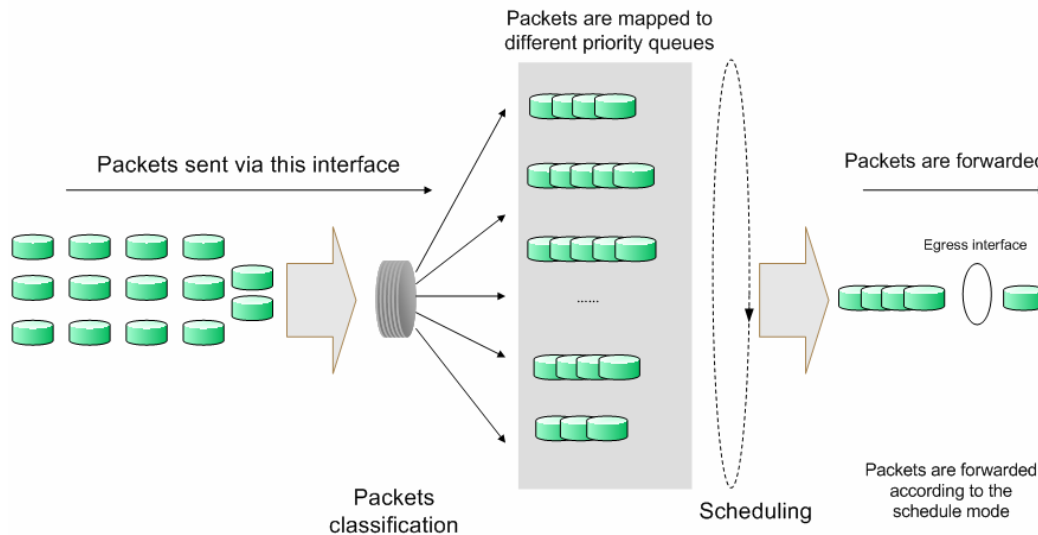 Packets are mapped to
different priority queues
Packets sent via this interface
Packets are forwarded
Egress interface
......
Packets
classification
Scheduling
Packets are forwarded
according to the
schedule mode